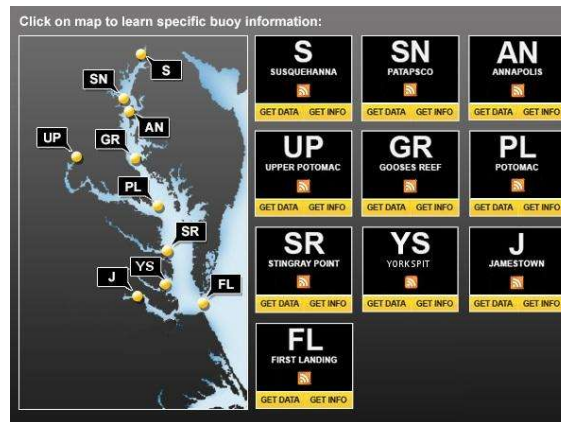 Click on map to learn specific buoy information:
S
SN
AN
UP
GR
PL
SR
YS
J
FL
S
SUSQUEHANNA
GET DATA GET INFO
SN
PATAPSCO
GET DATA GET INFO
AN
ANNAPOLIS
GET DATA GET INFO
UP
UPPER POTOMAC
GET DATA GET INFO
GR
GOOSES REEF
GET DATA GET INFO
PL
POTOMAC
GET DATA GET INFO
SR
STINGRAY POINT
GET DATA GET INFO
YS
YORKSPIT
GET DATA GET INFO
J
JAMESTOWN
GET DATA GET INFO
FL
FIRST LANDING
GET DATA GET INFO